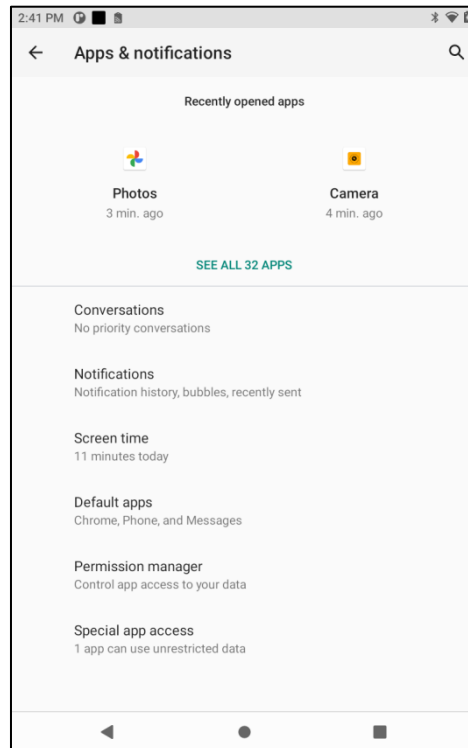 2:41 PM
Apps & notifications
Recently opened apps
Photos
Camera
3 min. ago
4 min. ago
SEE ALL 32 APPS
Conversations
No priority conversations
Notifications
Notification history, bubbles, recently sent
Screen time
11 minutes today
Default apps
Chrome, Phone, and Messages
Permission manager
Control app access to your data
Special app access
1 app can use unrestricted data